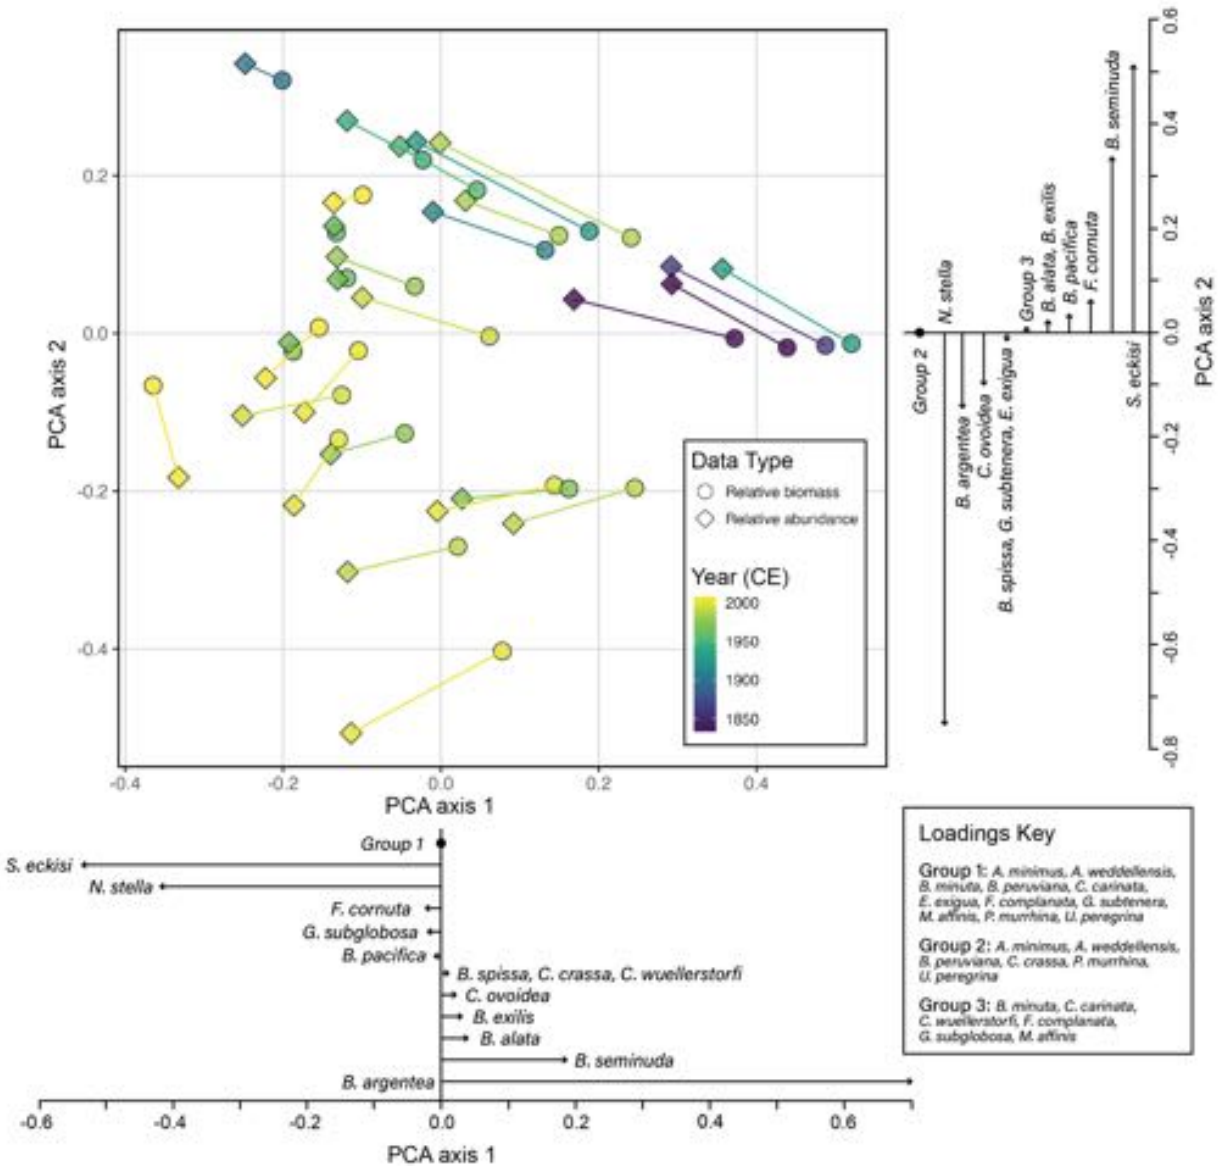 0.2
0.0
-0.2
-0.4
PCA axis 2
-0.4
-0.2
0.0
0.2
0.4
PCA axis 1
Data Type
Relative biomass
Relative abundance
Year (CE)
2000
1950
1900
1850
Group 2
N. stella
B. argentea
C. ovoidea
B. spissa, G. subtenera, E. exigua
Group 3
B. alata, B. exilis
B. pacifica
F. cornuta
B. seminuda
S. eckisi
0.6
0.4
0.2
0.0
-0.2
-0.4
-0.6
-0.8
PCA axis 2
Group 1
S. eckisi
N. stella
F. cornuta
G. subglobosa
B. pacifica
B. spissa, C. crassa, C. wuellerstorfi
C. ovoidea
B. exilis
B. alata
B. seminuda
B. argentea
-0.6
-0.4
-0.2
0.0
0.2
0.4
0.6
PCA axis 1
Loadings Key
Group 1: A. minimus, A. weddellensis,
B. minuta, B. peruviana, C. carinata,
E. exigua, F. complanata, G. subtenera,
M. affinis, P. murrhina, U. peregrina
Group 2: A. minimus, A. weddellensis,
B. peruviana, C. crassa, P. murrhina,
U. peregrina
Group 3: B. minuta, C. carinata,
C. wuellerstorfi, F. complanata,
G. subglobosa, M. affinis